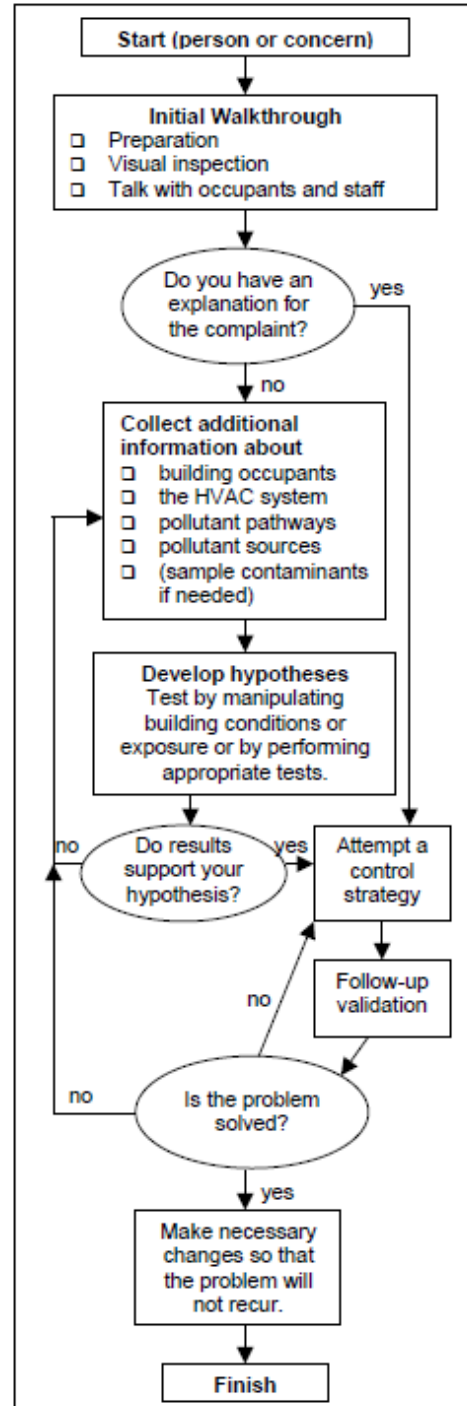 Start (person or concern)
Initial Walkthrough
❑ Preparation
❑ Visual inspection
❑ Talk with occupants and staff
Do you have an
explanation for
the complaint?
yes
no
Collect additional
information about
❑ building occupants
❑ the HVAC system
❑ pollutant pathways
❑ pollutant sources
❑ (sample contaminants
if needed)
Develop hypotheses
Test by manipulating
building conditions or
exposure or by performing
appropriate tests.
no
Do results
support your
hypothesis?
yes
Attempt a
control
strategy
no
Follow-up
validation
no
Is the problem
solved?
yes
Make necessary
changes so that
the problem will
not recur.
Finish